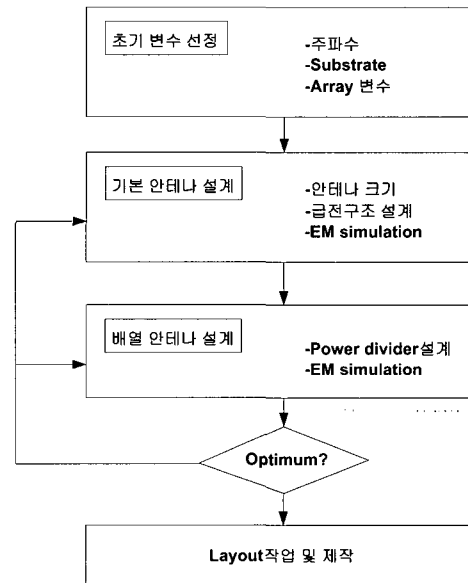 초기 변수 선정
-주파수
-Substrate
-Array 변수
기본 안테나 설계
-안테나 크기
-급전구조 설계
-EM simulation
배열 안테나 설계
-Power divider설계
-EM simulation
Optimum?
Layout작업 및 제작